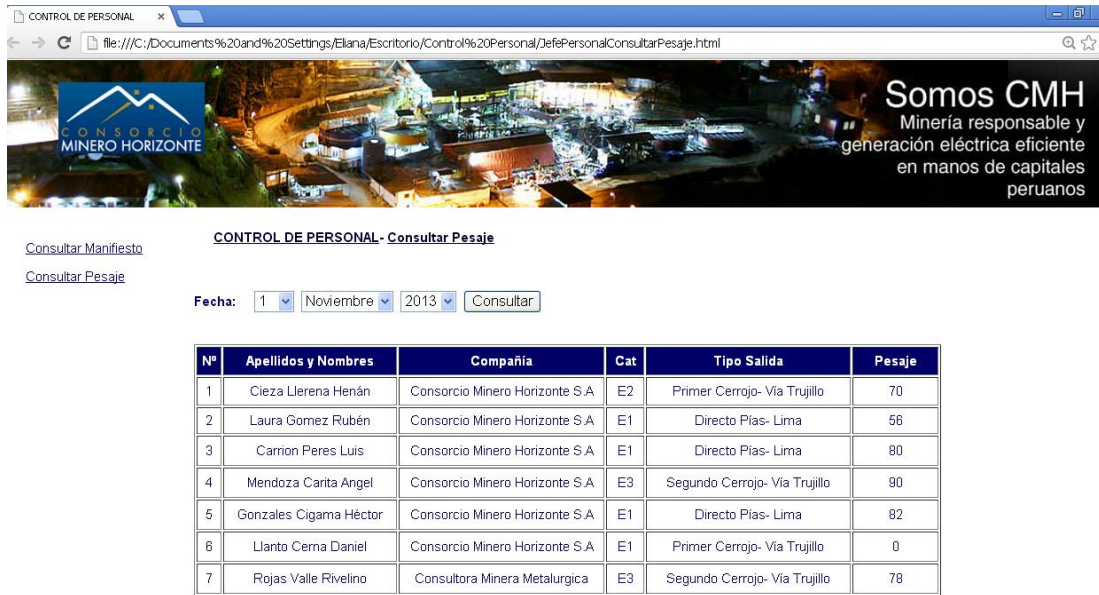 CONTROL DE PERSONAL
file:///C:/Documents%20and%20Settings/Eliana/Escritorio/Control%20Personal/JefePersonalConsultarPesaje.html
CONSORCIO
MINERO HORIZONTE
Somos CMH
Minería responsable y
generación eléctrica eficiente
en manos de capitales
peruanos
Consultar Manifiesto
Consultar Pesaje
CONTROL DE PERSONAL- Consultar Pesaje
Fecha: 1 Noviembre 2013 Consultar
Nº Apellidos y Nombres Compañía Cat Tipo Salida Pesaje
1 Cieza Llerena Henán Consorcio Minero Horizonte S.A E2 Primer Cerrojo- Vía Trujillo 70
2 Laura Gomez Rubén Consorcio Minero Horizonte S.A E1 Directo Pías- Lima 56
3 Carrion Peres Luis Consorcio Minero Horizonte S.A E1 Directo Pías- Lima 80
4 Mendoza Carita Angel Consorcio Minero Horizonte S.A E3 Segundo Cerrojo- Vía Trujillo 90
5 Gonzales Cigama Héctor Consorcio Minero Horizonte S.A E1 Directo Pías- Lima 82
6 Llanto Cerna Daniel Consorcio Minero Horizonte S.A E1 Primer Cerrojo- Vía Trujillo 0
7 Rojas Valle Rivelino Consultora Minera Metalurgica E3 Segundo Cerrojo- Vía Trujillo 78